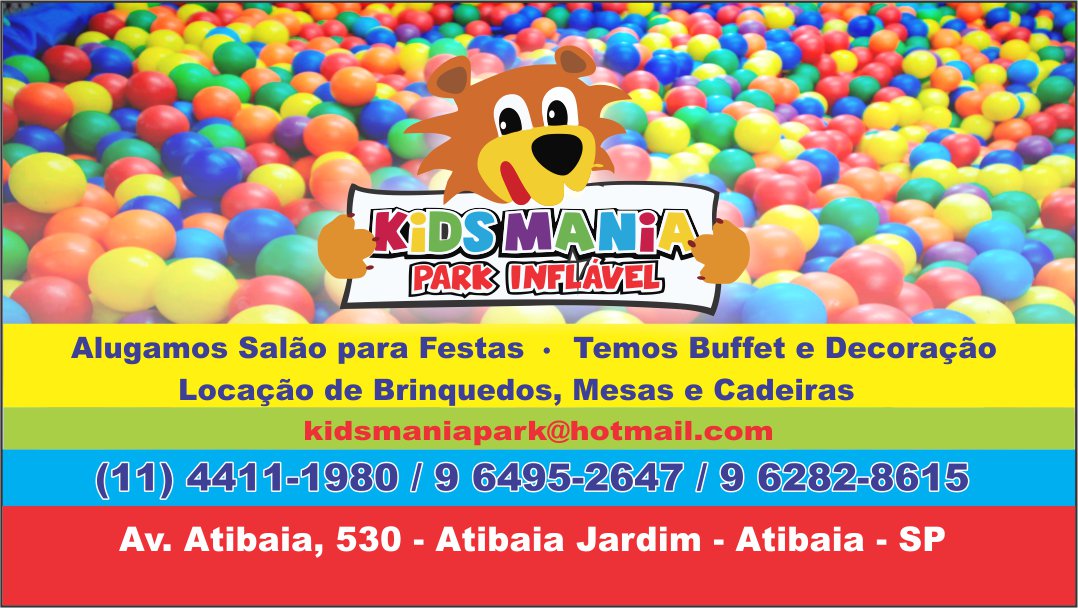 KiDS MANiA
PARK INFLÁVEL
Alugamos Salão para Festas • Temos Buffet e Decoração
Locação de Brinquedos, Mesas e Cadeiras
kidsmaniapark@hotmail.com
(11) 4411-1980 / 9 6495-2647 / 9 6282-8615
Av. Atibaia, 530 - Atibaia Jardim - Atibaia - SP